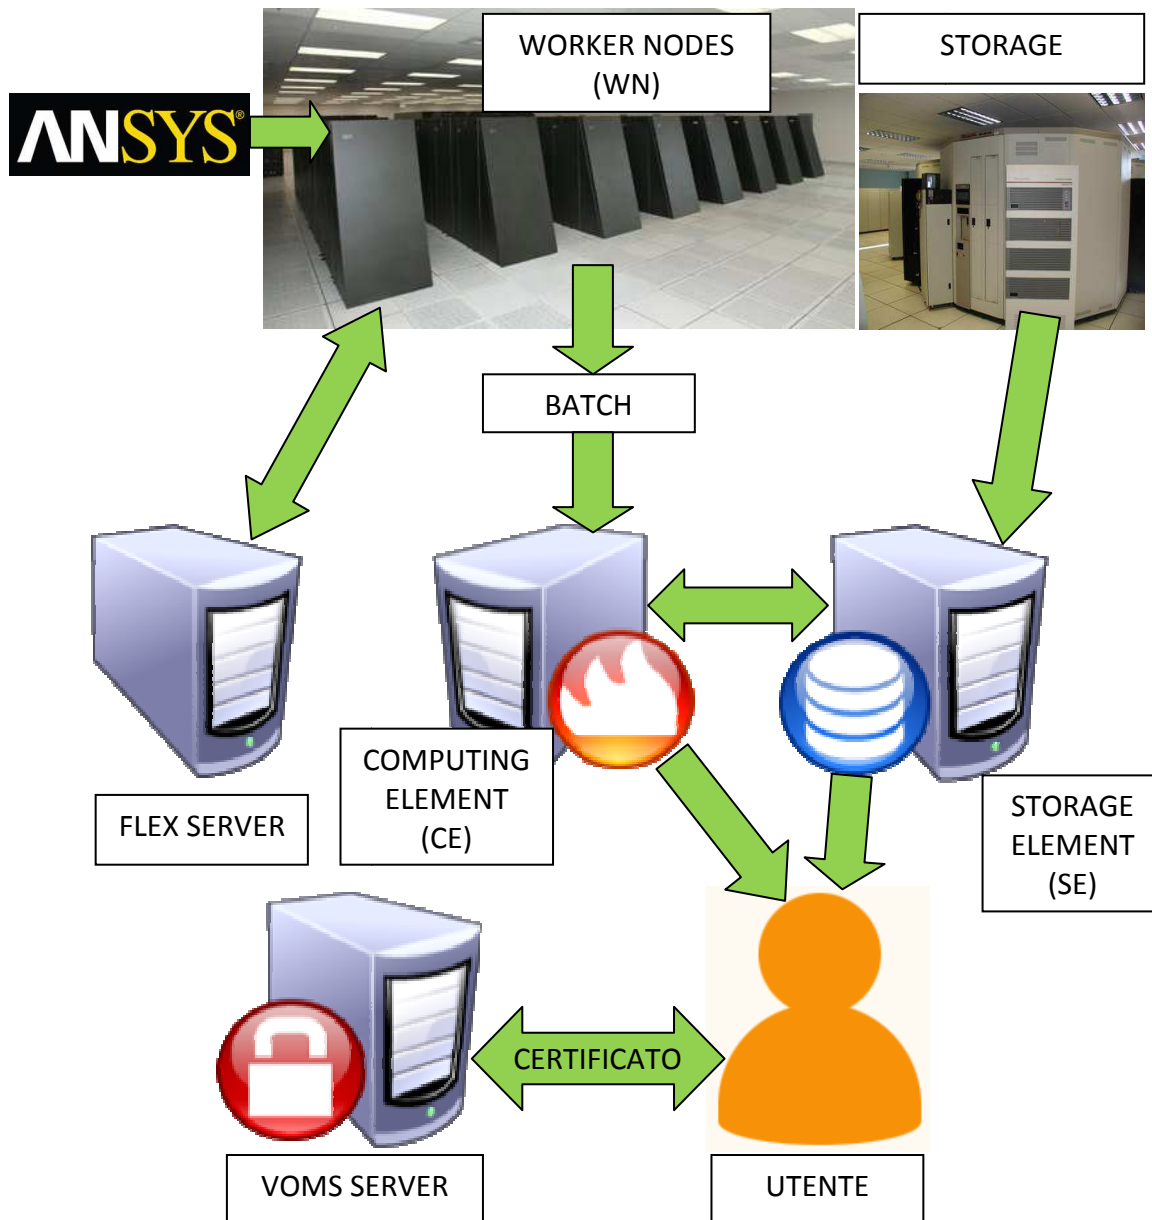 WORKER NODES
(WN)
STORAGE
ANSYS®
BATCH
COMPUTING
ELEMENT
(CE)
FLEX SERVER
STORAGE
ELEMENT
(SE)
CERTIFICATO
VOMS SERVER
UTENTE